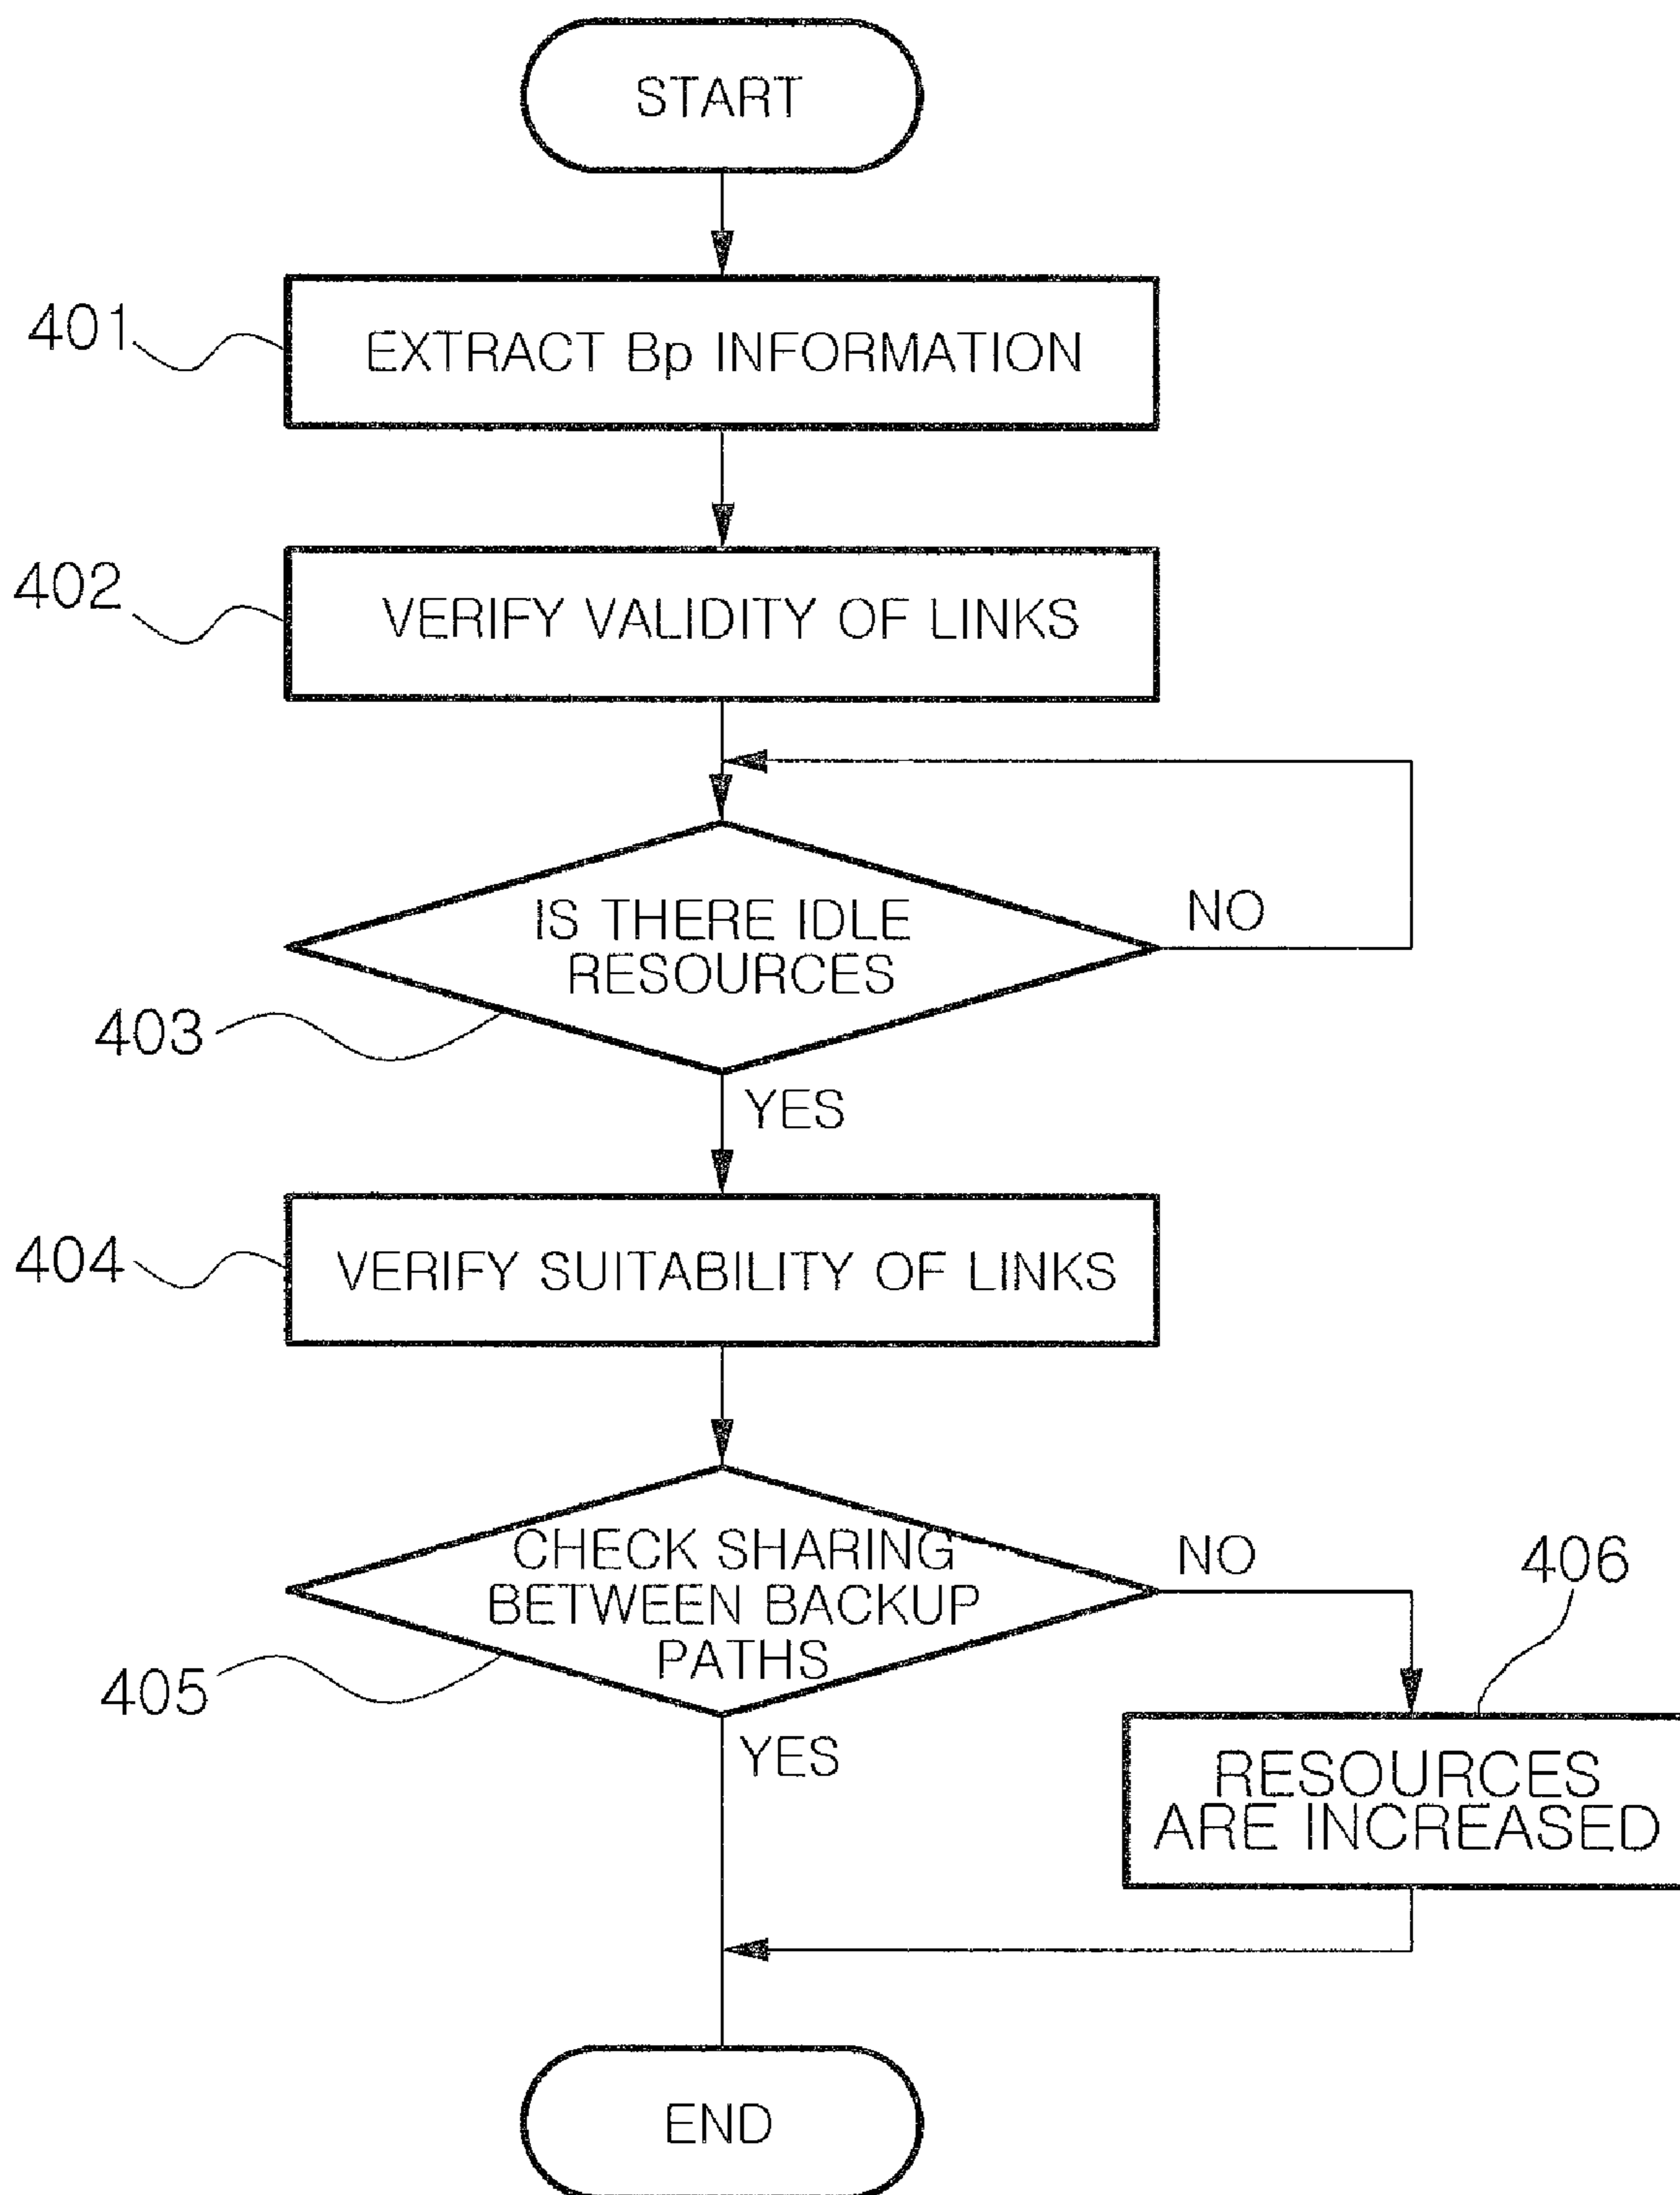 START
401
EXTRACT Bp INFORMATION
402
VERIFY VALIDITY OF LINKS
IS THERE IDLE
RESOURCES
NO
403
YES
404
VERIFY SUITABILITY OF LINKS
CHECK SHARING
BETWEEN BACKUP
PATHS
NO
406
405
YES
RESOURCES
ARE INCREASED
END